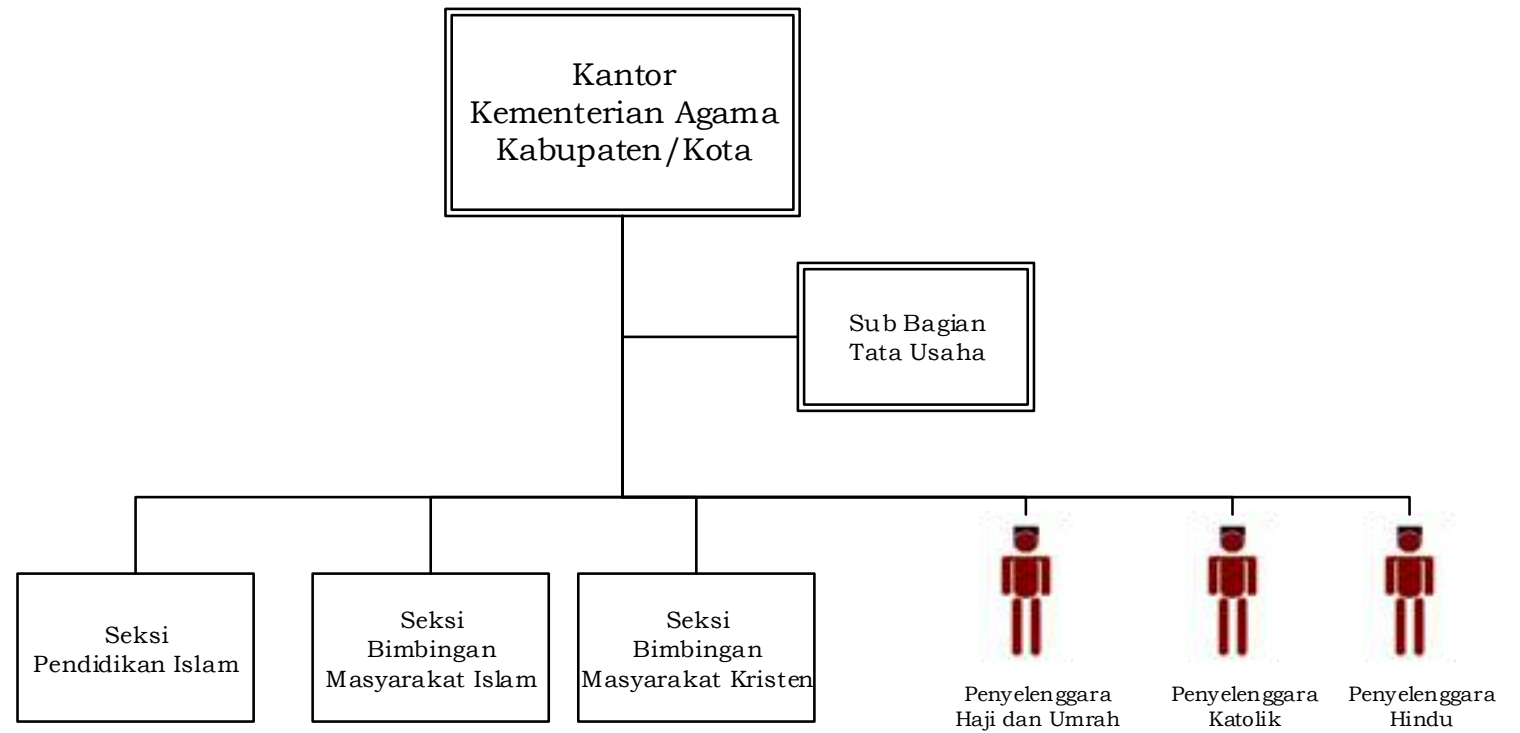 Kantor
Kementerian Agama
Kabupaten/Kota
Sub Bagian
Tata Usaha
Seksi
Pendidikan Islam
Seksi
Bimbingan
Masyarakat Islam
Seksi
Bimbingan
Masyarakat Kristen
Penyelenggara
Haji dan Umrah
Penyelenggara
Katolik
Penyelenggara
Hindu